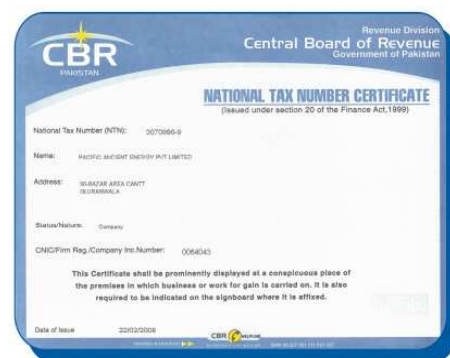 CBR
PAKISTAN
Revenue Division
Central Board of Revenue
Government of Pakistan
NATIONAL TAX NUMBER CERTIFICATE
(Issued under section 20 of the Finance Act,1999)
National Tax Number (NTN):
Name: PACIFIC ANCIENT ENERGY PVT LIMITED
Address: 50-BAZAR AREA CANTT
Status/Nature: Company
CNIC/Firm Reg./Company Inc.Number: 0064043
This Certificate shall be prominently displayed at a conspicuous place of
the premises in which business or work for gain is carried on. It is also
required to be indicated on the signboard where it is affixed.
Date of Issue
CBR